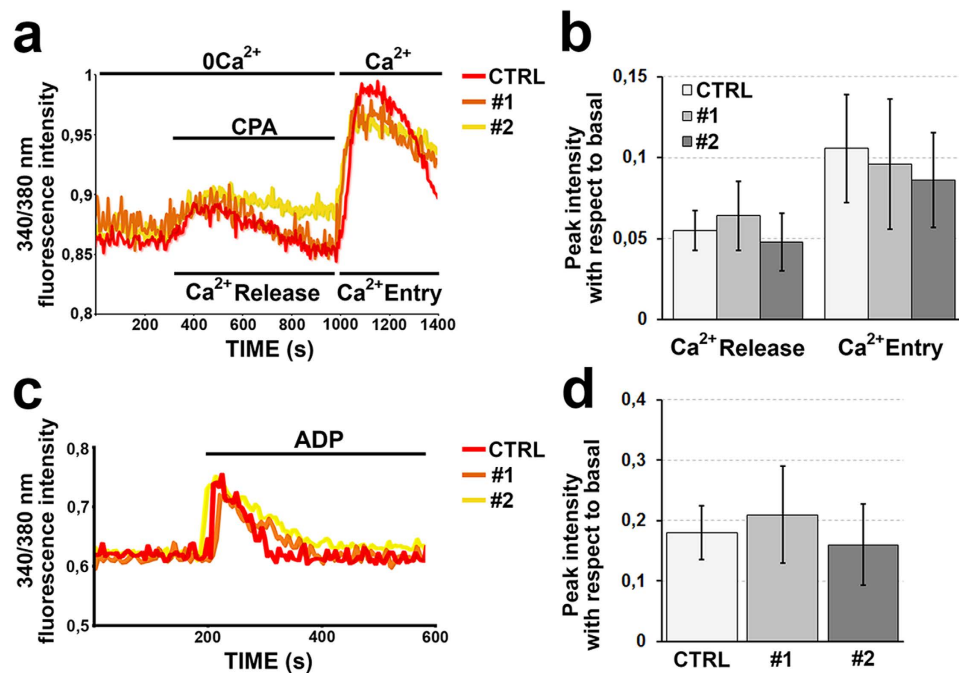 a
0Ca²⁺ Ca²⁺
CTRL
#1
#2
CPA
340/380 nm
fluorescence intensity
1
0,95
0,9
0,85
0,8
Ca²⁺ Release Ca²⁺ Entry
200 400 600 800 1000 1200 1400
TIME (s)
b
Peak intensity
with respect to basal
0,15
0,1
0,05
0
CTRL
#1
#2
Ca²⁺ Release Ca²⁺ Entry
c
ADP
CTRL
#1
#2
340/380 nm
fluorescence intensity
0,8
0,7
0,6
0,5
200 400 600
TIME (s)
d
Peak intensity
with respect to basal
0,4
0,3
0,2
0,1
0
CTRL #1 #2